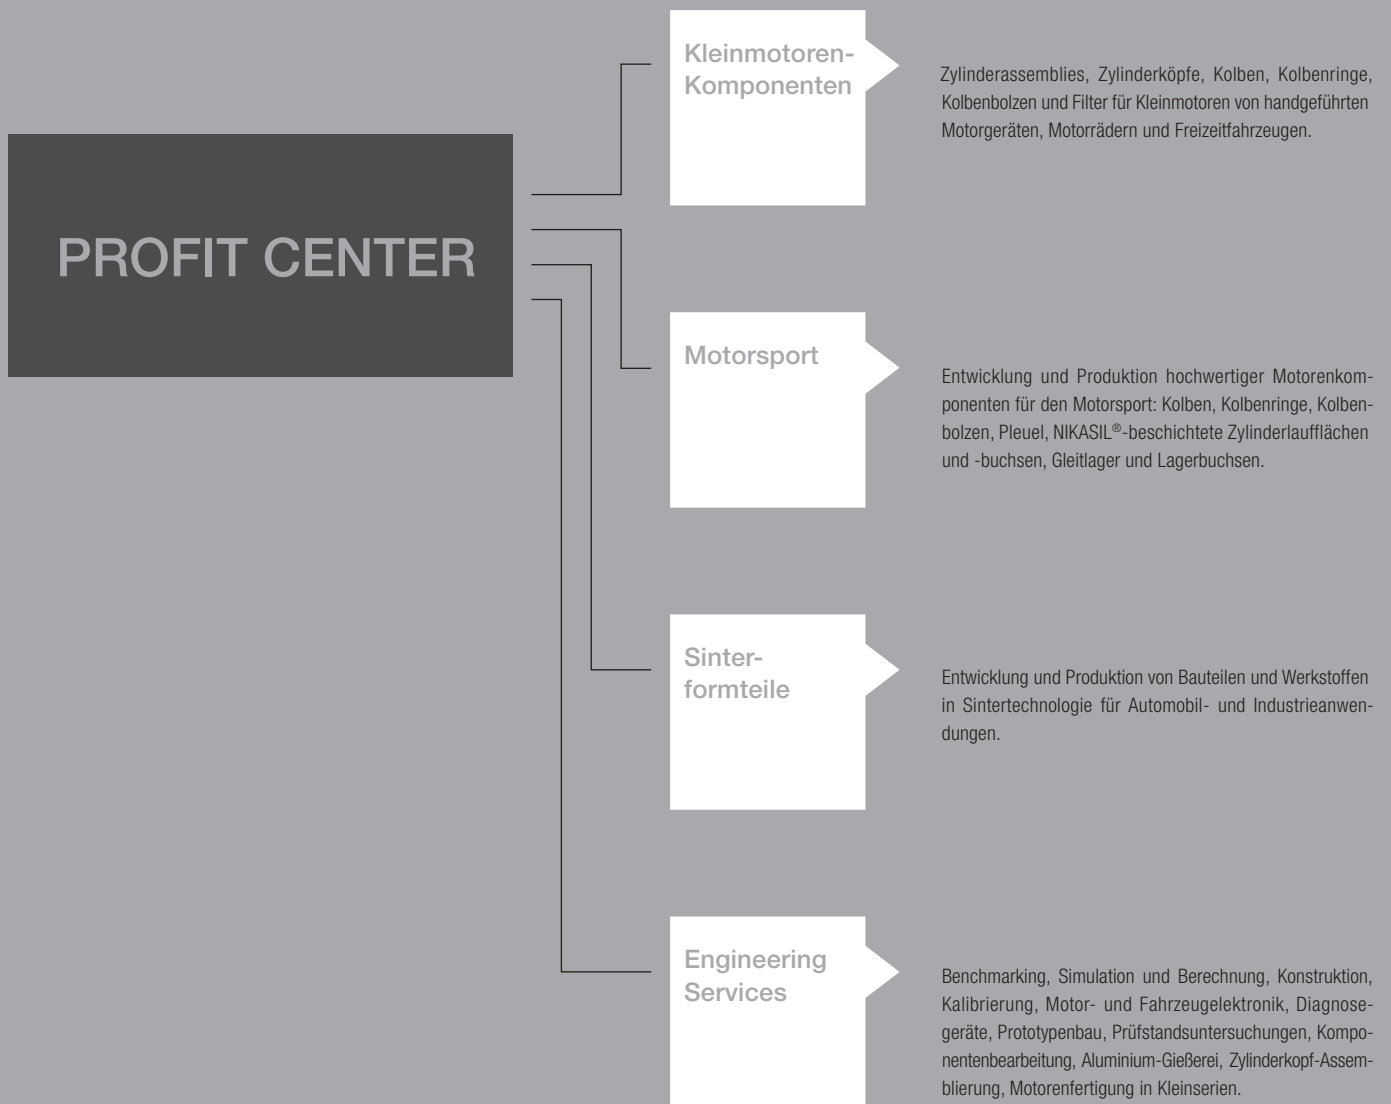 PROFIT CENTER
Kleinmotoren-
Komponenten
Zylinderassemblies, Zylinderköpfe, Kolben, Kolbenringe,
Kolbenbolzen und Filter für Kleinmotoren von handgeführten
Motorgeräten, Motorrädern und Freizeitfahrzeugen.
Motorsport
Entwicklung und Produktion hochwertiger Motorenkom-
ponenten für den Motorsport: Kolben, Kolbenringe, Kolben-
bolzen, Pleuel, NIKASIL®-beschichtete Zylinderlaufflächen
und -buchsen, Gleitlager und Lagerbuchsen.
Sinter-
formteile
Entwicklung und Produktion von Bauteilen und Werkstoffen
in Sintertechnologie für Automobil- und Industrieanwen-
dungen.
Engineering
Services
Benchmarking, Simulation und Berechnung, Konstruktion,
Kalibrierung, Motor- und Fahrzeugelektronik, Diagnose-
geräte, Prototypenbau, Prüfstandsuntersuchungen, Kompo-
nentenbearbeitung, Aluminium-Gießerei, Zylinderkopf-Assem-
blierung, Motorenfertigung in Kleinserien.